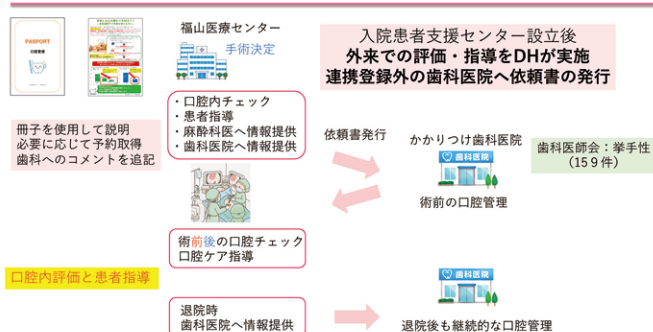 福山医療センター
手術決定
入院患者支援センター設立後
外来での評価・指導をDHが実施
連携登録外の歯科医院へ依頼書の発行
PASPORT
口腔管理
・口腔内チェック
・患者指導
・麻酔科医へ情報提供
・歯科医院へ情報提供
冊子を使用して説明
必要に応じて予約取得
歯科へのコメントを追記
依頼書発行
かかりつけ歯科医院
歯科医院
術前の口腔管理
歯科医師会：挙手性
（159件）
術前後の口腔チェック
口腔ケア指導
口腔内評価と患者指導
退院時
歯科医院へ情報提供
歯科医院
退院後も継続的な口腔管理